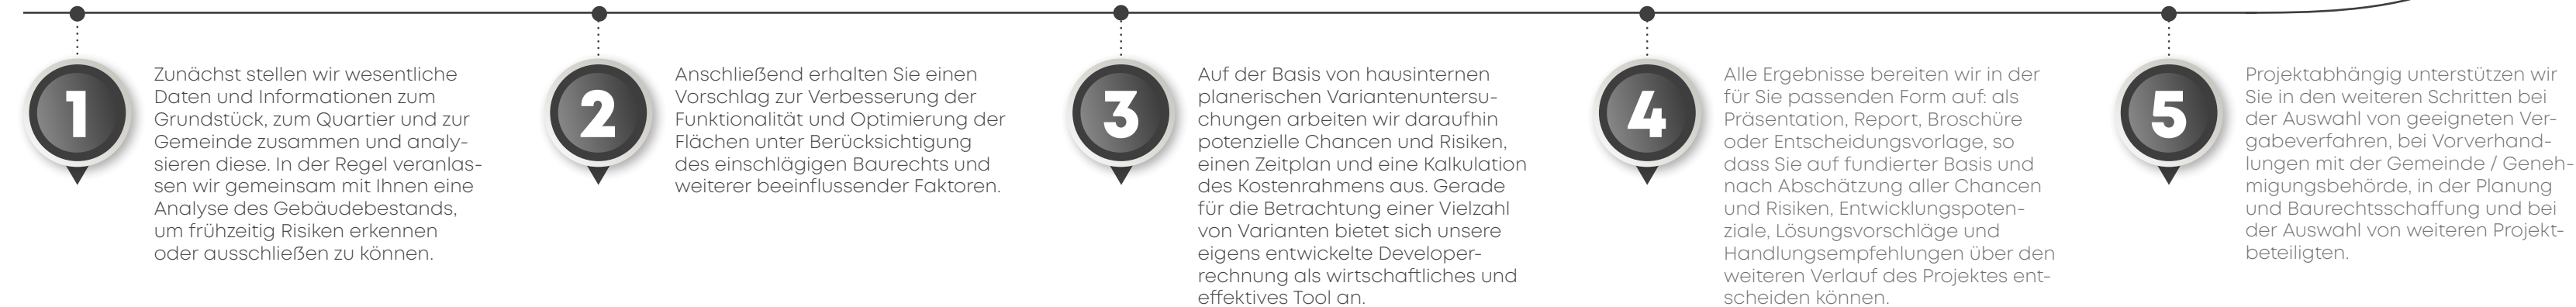 1
Zunächst stellen wir wesentliche
Daten und Informationen zum
Grundstück, zum Quartier und zur
Gemeinde zusammen und analy-
sieren diese. In der Regel veranlas-
sen wir gemeinsam mit Ihnen eine
Analyse des Gebäudebestands,
um frühzeitig Risiken erkennen
oder ausschließen zu können.
2
Anschließend erhalten Sie einen
Vorschlag zur Verbesserung der
Funktionalität und Optimierung der
Flächen unter Berücksichtigung
des einschlägigen Baurechts und
weiterer beeinflussender Faktoren.
3
Auf der Basis von hausinternen
planerischen Variantenuntersu-
chungen arbeiten wir daraufhin
potenzielle Chancen und Risiken,
einen Zeitplan und eine Kalkulation
des Kostenrahmens aus. Gerade
für die Betrachtung einer Vielzahl
von Varianten bietet sich unsere
eigens entwickelte Developer-
rechnung als wirtschaftliches und
effektives Tool an.
4
Alle Ergebnisse bereiten wir in der
für Sie passenden Form auf: als
Präsentation, Report, Broschüre
oder Entscheidungsvorlage, so
dass Sie auf fundierter Basis und
nach Abschätzung aller Chancen
und Risiken, Entwicklungspoten-
ziale, Lösungsvorschläge und
Handlungsempfehlungen über den
weiteren Verlauf des Projektes ent-
scheiden können.
5
Projektabhängig unterstützen wir
Sie in den weiteren Schritten bei
der Auswahl von geeigneten Ver-
gabeverfahren, bei Vorverhand-
lungen mit der Gemeinde / Geneh-
migungsbehörde, in der Planung
und Baurechtsschaffung und bei
der Auswahl von weiteren Projekt-
beteiligten.